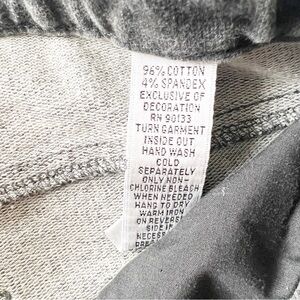 96% COTTON
4% SPANDEX
EXCLUSIVE OF
DECORATION
RN 90133
TURN GARMENT
INSIDE OUT
HAND WASH
COLD
SEPARATELY
ONLY NON-
CHLORINE BLEACH
WHEN NEEDED
HANG TO DRY
WARM IRON
ON REVERSE
SIDE IF